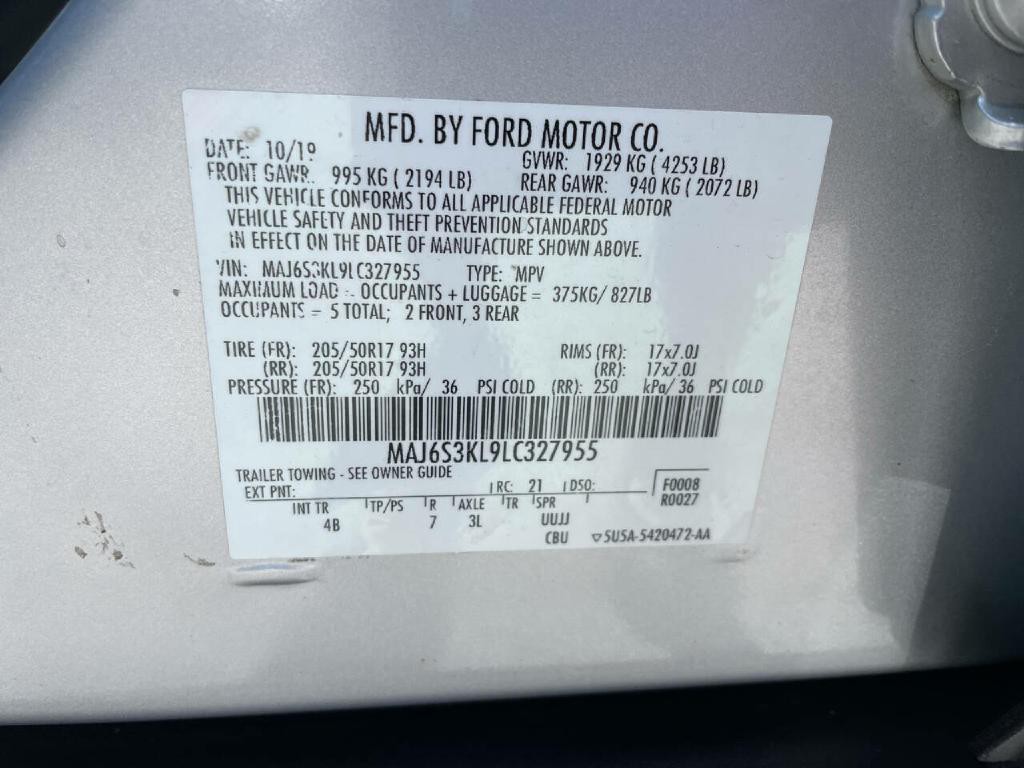 MFD. BY FORD MOTOR CO.
DATE: 10/19 GVWR: 1929 KG ( 4253 LB)
FRONT GAWR: 995 KG ( 2194 LB) REAR GAWR: 940 KG ( 2072 LB)
THIS VEHICLE CONFORMS TO ALL APPLICABLE FEDERAL MOTOR
VEHICLE SAFETY AND THEFT PREVENTION STANDARDS
IN EFFECT ON THE DATE OF MANUFACTURE SHOWN ABOVE.
VIN: MAJ6S3KL9LC327955 TYPE: MPV
MAXIMUM LOAD - OCCUPANTS + LUGGAGE = 375KG/ 827LB
OCCUPANTS = 5 TOTAL; 2 FRONT, 3 REAR
TIRE (FR): 205/50R17 93H RIMS (FR): 17x7.0J
(RR): 205/50R17 93H (RR): 17x7.0J
PRESSURE (FR): 250 kPa/ 36 PSI COLD (RR): 250 kPa/ 36 PSI COLD
MAJ6S3KL9LC327955
TRAILER TOWING - SEE OWNER GUIDE
EXT PNT: RC: 21 DSO: F0008
R0027
INT TR TP/PS R AXLE TR SPR
4B 7 3L UUJJ
CBU ▽5U5A-5420472-AA